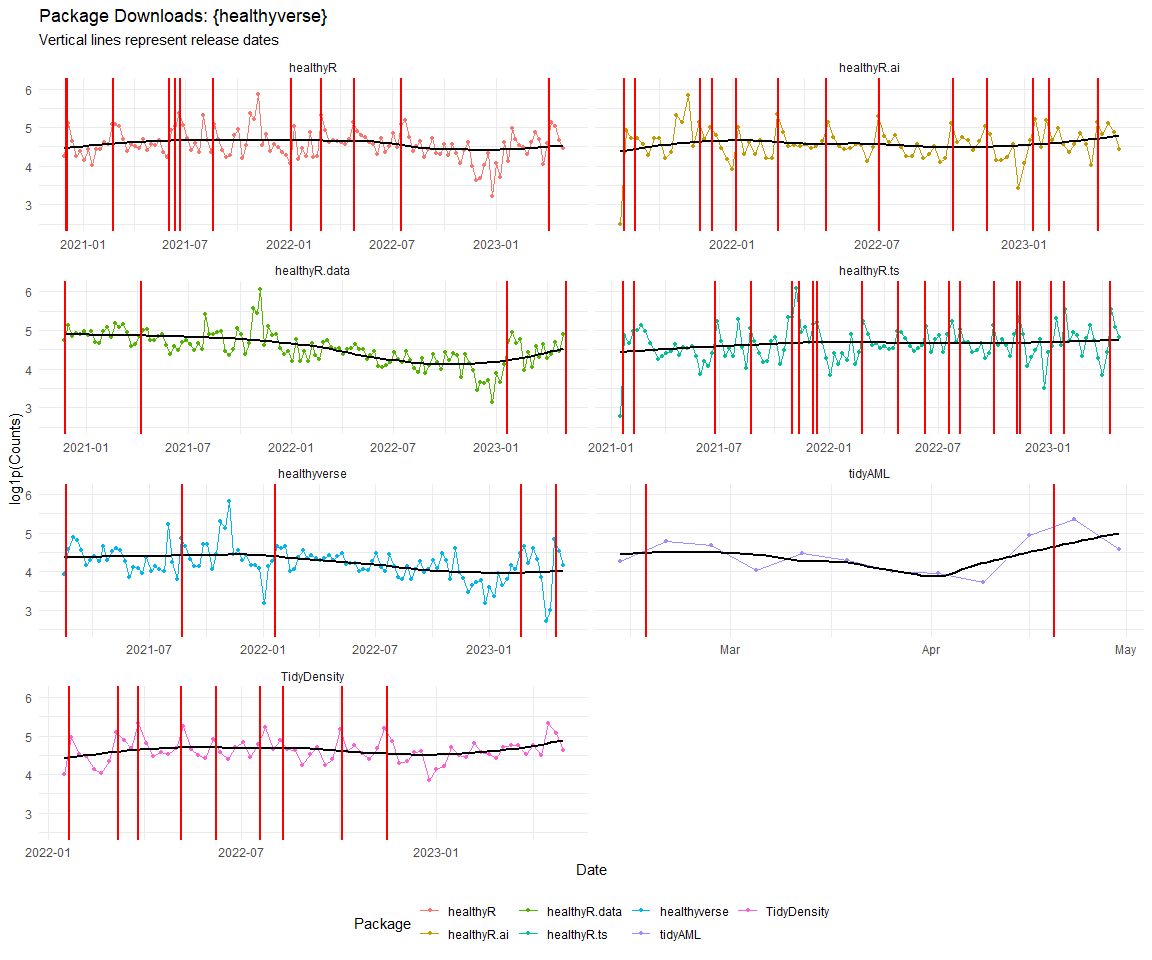 Package Downloads: {healthyverse}
Vertical lines represent release dates
healthyR
healthyR.ai
6
5
4
3
2021-01 2021-07 2022-01 2022-07 2023-01
2022-01 2022-07 2023-01
healthyR.data
healthyR.ts
6
5
4
3
2021-01 2021-07 2022-01 2022-07 2023-01
2021-01 2021-07 2022-01 2022-07 2023-01
log1p(Counts)
healthyverse
tidyAML
6
5
4
3
2021-07 2022-01 2022-07 2023-01
Mar Apr May
TidyDensity
6
5
4
3
2022-01 2022-07 2023-01
Date
Package
healthyR healthyR.data healthyverse TidyDensity
healthyR.ai healthyR.ts tidyAML